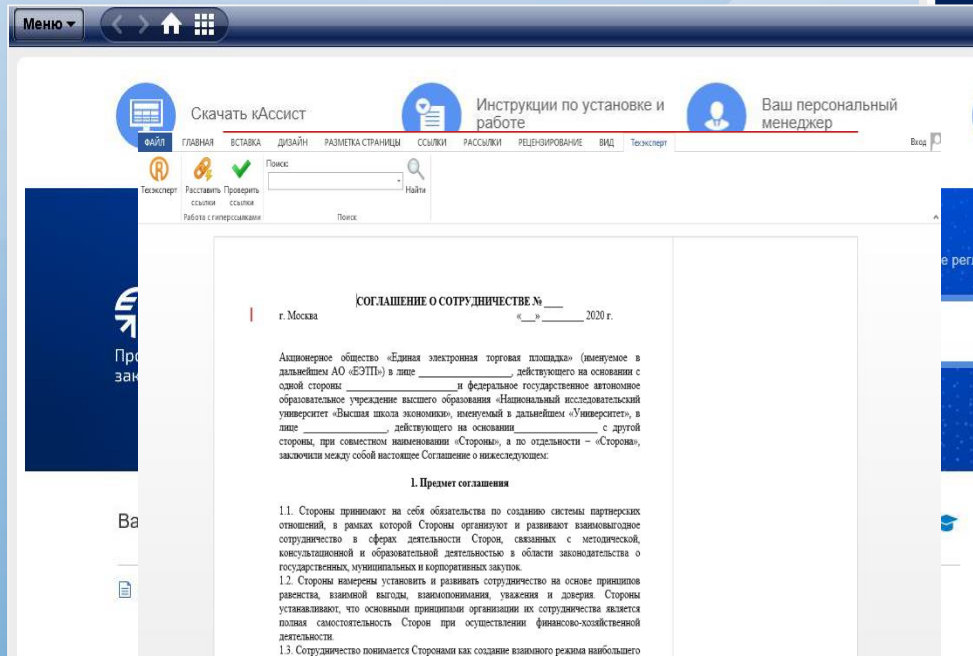 Меню
Скачать кАссист
Инструкции по установке и
работе
Ваш персональный
менеджер
ФАЙЛ ГЛАВНАЯ ВСТАВКА ДИЗАЙН РАЗМЕТКА СТРАНИЦЫ ССЫЛКИ РАССЫЛКИ РЕЦЕНЗИРОВАНИЕ ВИД Техэксперт Вход
Поиск:
Техэксперт Расставить Проверить Найти
ссылки ссылки
Работа с гиперссылками Поиск
е рег
Про
зак
Ва
СОГЛАШЕНИЕ О СОТРУДНИЧЕСТВЕ № ___
г. Москва «___» ________ 2020 г.
Акционерное общество «Единая электронная торговая площадка» (именуемое в
дальнейшем АО «ЕЭТП») в лице _________________, действующего на основании с
одной стороны ____________________и федеральное государственное автономное
образовательное учреждение высшего образования «Национальный исследовательский
университет «Высшая школа экономики», именуемый в дальнейшем «Университет», в
лице _______________, действующего на основании_______________ с другой
стороны, при совместном наименовании «Стороны», а по отдельности – «Сторона»,
заключили между собой настоящее Соглашение о нижеследующем:
1. Предмет соглашения
1.1. Стороны принимают на себя обязательства по созданию системы партнерских
отношений, в рамках которой Стороны организуют и развивают взаимовыгодное
сотрудничество в сферах деятельности Сторон, связанных с методической,
консультационной и образовательной деятельностью в области законодательства о
государственных, муниципальных и корпоративных закупок.
1.2. Стороны намерены установить и развивать сотрудничество на основе принципов
равенства, взаимной выгоды, взаимопонимания, уважения и доверия. Стороны
устанавливают, что основными принципами организации их сотрудничества является
полная самостоятельность Сторон при осуществлении финансово-хозяйственной
деятельности.
1.3. Сотрудничество понимается Сторонами как создание взаимного режима наибольшего